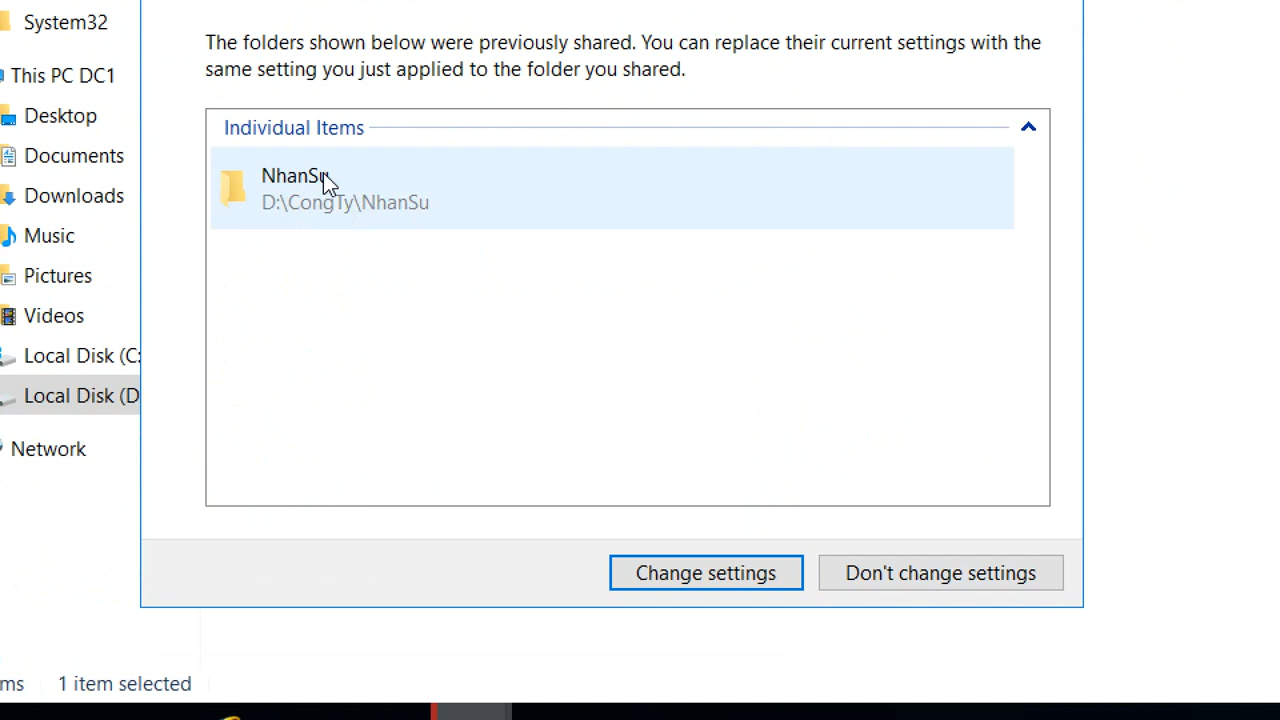 System32
This PC DC1
Desktop
Documents
Downloads
Music
Pictures
Videos
Local Disk (C:
Local Disk (D
Network
The folders shown below were previously shared. You can replace their current settings with the
same setting you just applied to the folder you shared.
Individual Items
NhanSu
D:\CongTy\NhanSu
Change settings
Don't change settings
ms
1 item selected